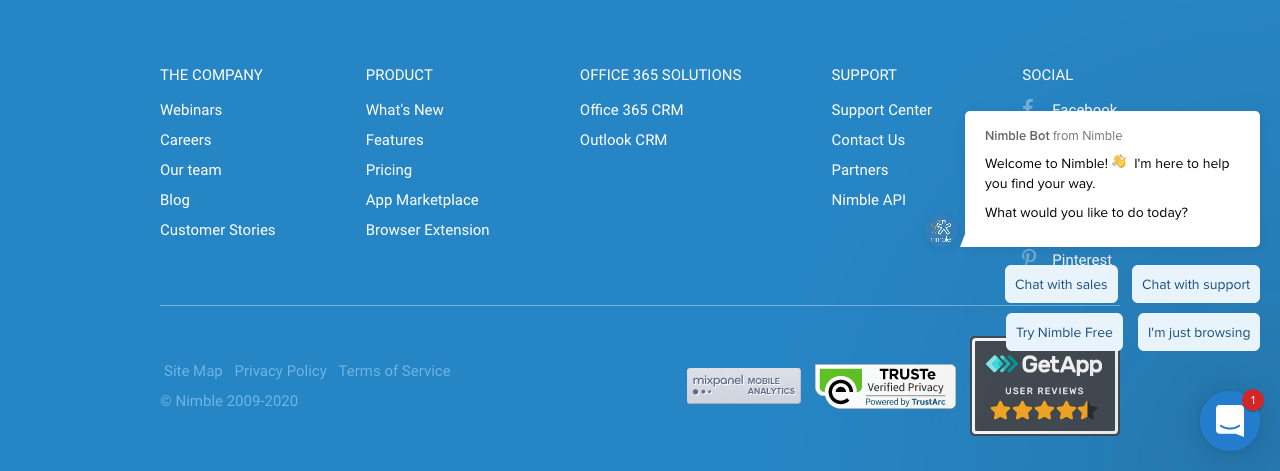 THE COMPANY
Webinars
Careers
Our team
Blog
Customer Stories
PRODUCT
What's New
Features
Pricing
App Marketplace
Browser Extension
OFFICE 365 SOLUTIONS
Office 365 CRM
Outlook CRM
SUPPORT
Support Center
Contact Us
Partners
Nimble API
SOCIAL
Facebook
Pinterest
Nimble Bot from Nimble
Welcome to Nimble! 👋 I'm here to help
you find your way.
What would you like to do today?
nimble
Chat with sales
Chat with support
Try Nimble Free
I'm just browsing
Site Map Privacy Policy Terms of Service
© Nimble 2009-2020
mixpanel MOBILE
ANALYTICS
TRUSTe
Verified Privacy
Powered by TrustArc
GetApp
USER REVIEWS
1